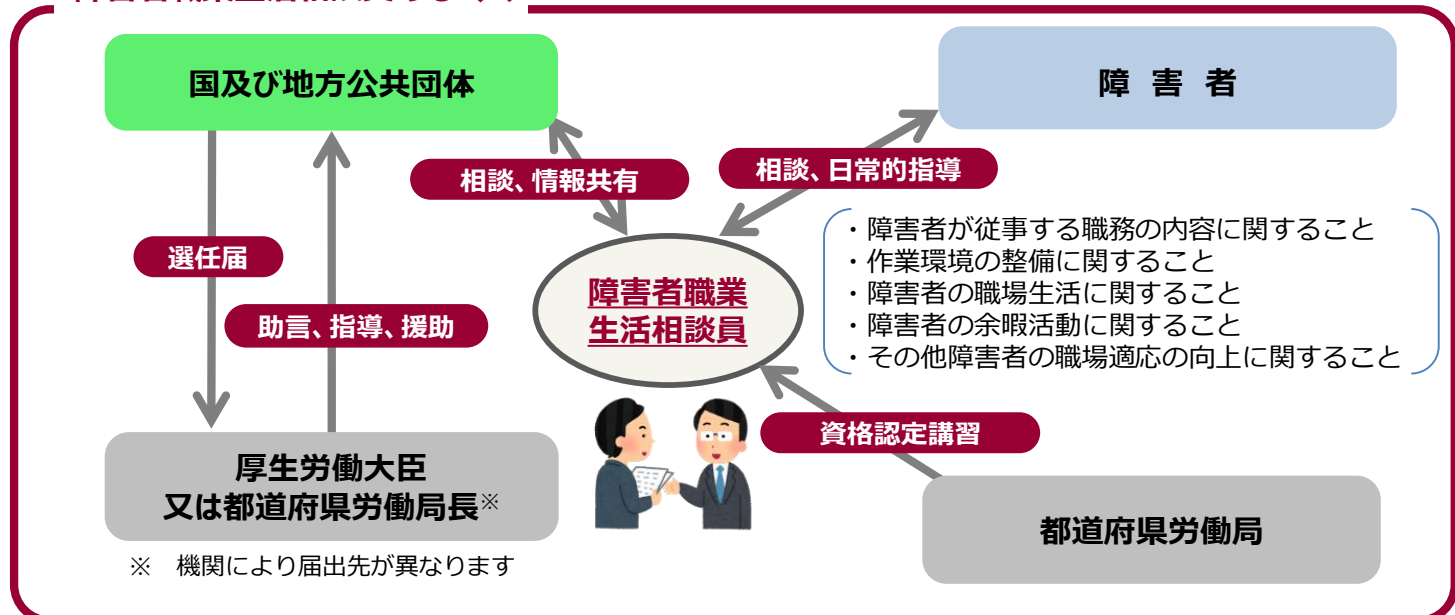 国及び地方公共団体
障 害 者
相談、情報共有
相談、日常的指導
選任届
助言、指導、援助
障害者職業
生活相談員
・障害者が従事する職務の内容に関すること
・作業環境の整備に関すること
・障害者の職場生活に関すること
・障害者の余暇活動に関すること
・その他障害者の職場適応の向上に関すること
資格認定講習
厚生労働大臣
又は都道府県労働局長※
都道府県労働局
※ 機関により届出先が異なります